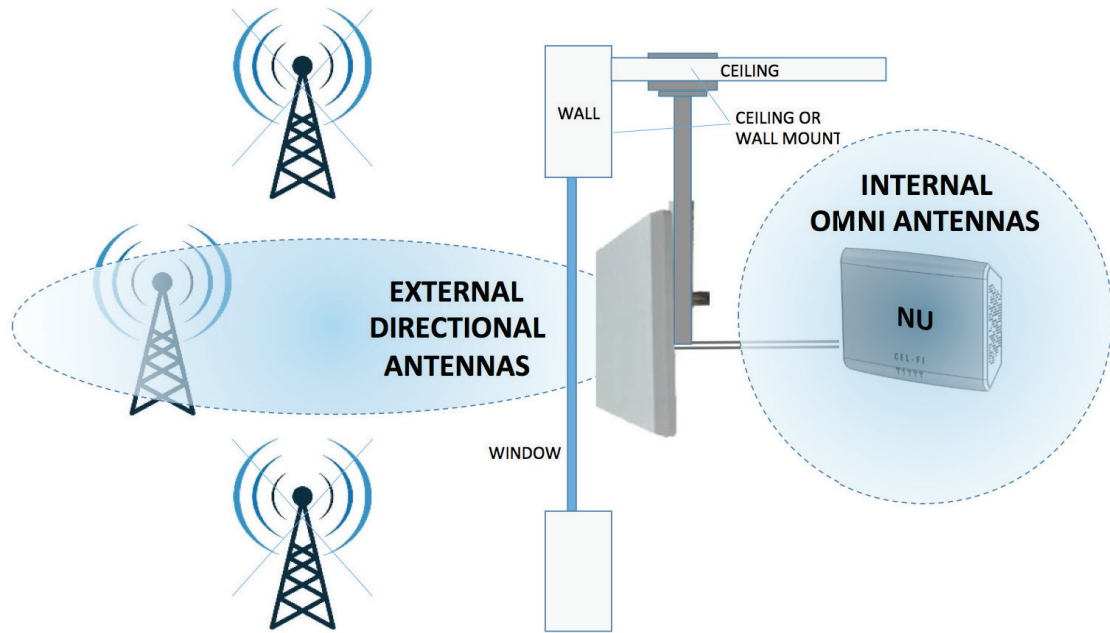 CEILING
WALL
CEILING OR
WALL MOUNT
INTERNAL
OMNI ANTENNAS
EXTERNAL
DIRECTIONAL
ANTENNAS
NU
CEL-FI
WINDOW